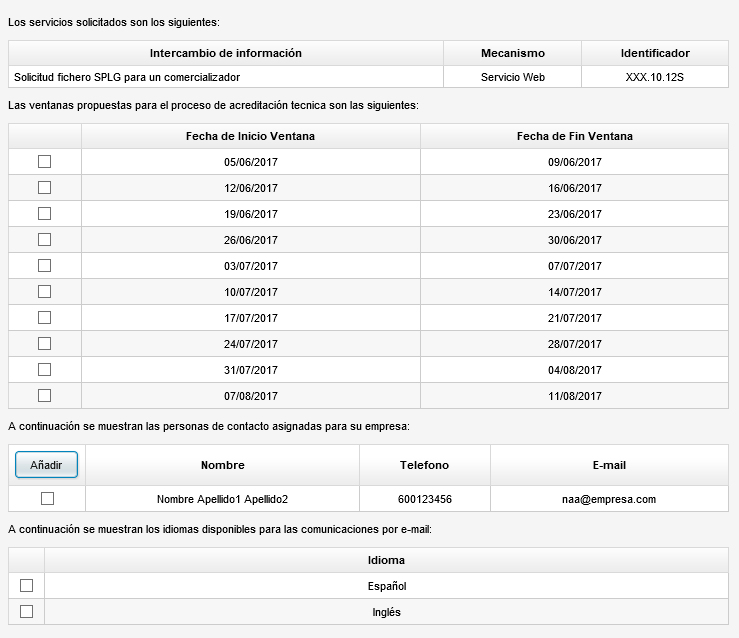 Los servicios solicitados son los siguientes:
Intercambio de información Mecanismo Identificador
Solicitud fichero SPLG para un comercializador Servicio Web XXX.10.12S
Las ventanas propuestas para el proceso de acreditación tecnica son las siguientes:
Fecha de Inicio Ventana Fecha de Fin Ventana
05/06/2017 09/06/2017
12/06/2017 16/06/2017
19/06/2017 23/06/2017
26/06/2017 30/06/2017
03/07/2017 07/07/2017
10/07/2017 14/07/2017
17/07/2017 21/07/2017
24/07/2017 28/07/2017
31/07/2017 04/08/2017
07/08/2017 11/08/2017
A continuación se muestran las personas de contacto asignadas para su empresa:
Añadir Nombre Telefono E-mail
Nombre Apellido1 Apellido2 600123456 naa@empresa.com
A continuación se muestran los idiomas disponibles para las comunicaciones por e-mail:
Idioma
Español
Inglés